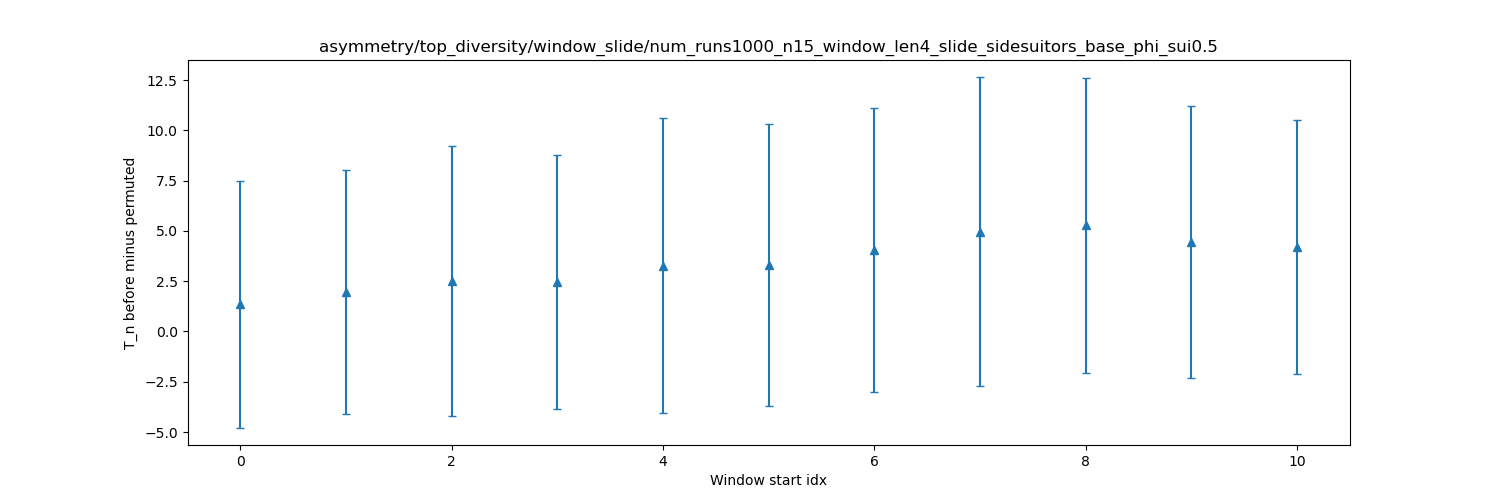 asymmetry/top_diversity/window_slide/num_runs1000_n15_window_len4_slide_sidesuitors_base_phi_sui0.5
12.5
10.0
7.5
5.0
2.5
0.0
−2.5
−5.0
T_n before minus permuted
0 2 4 6 8 10
Window start idx